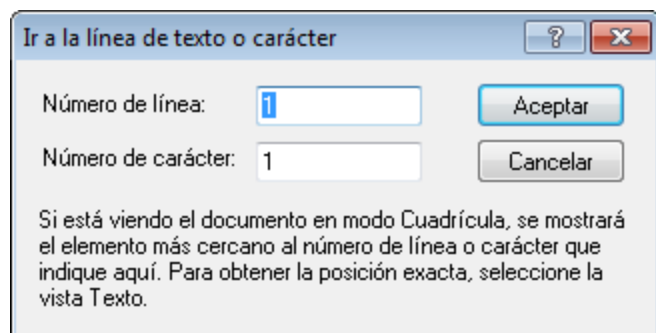 Ir a la línea de texto o carácter
Número de línea: 1 Aceptar
Número de carácter: 1 Cancelar
Si está viendo el documento en modo Cuadrícula, se mostrará
el elemento más cercano al número de línea o carácter que
indique aquí. Para obtener la posición exacta, seleccione la
vista Texto.